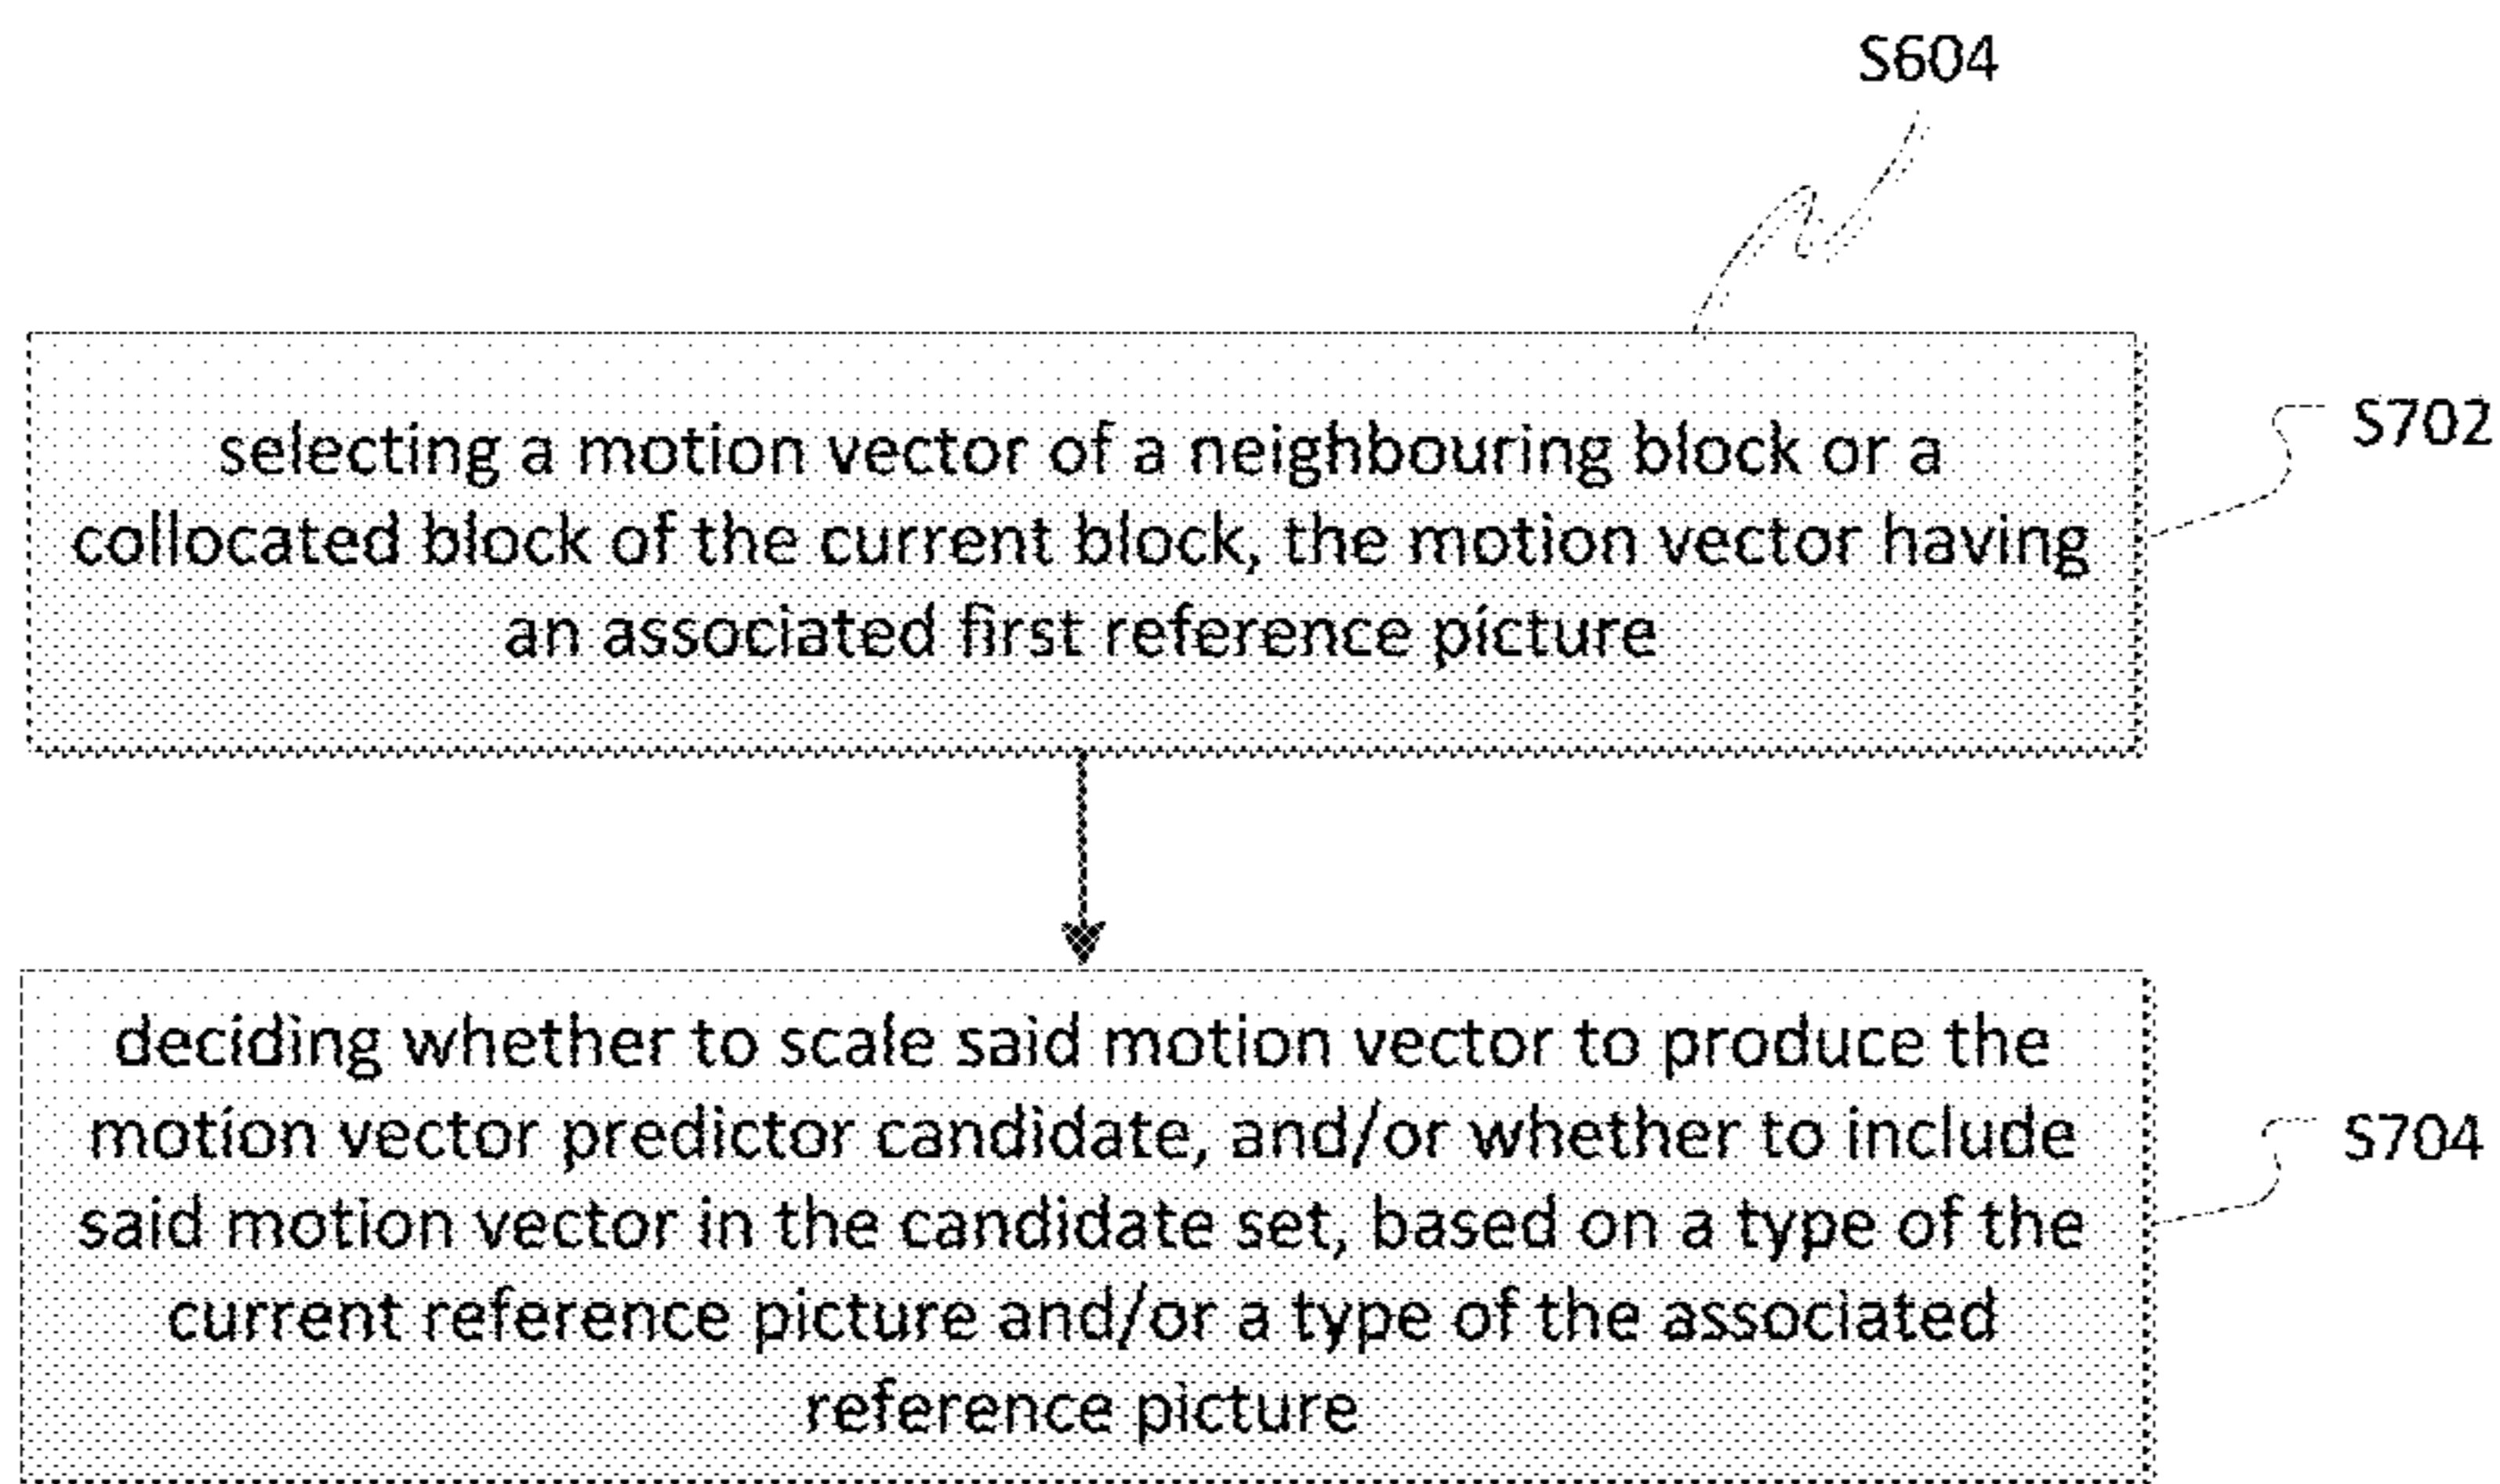 S604
selecting a motion vector of a neighbouring block or a
collocated block of the current block, the motion vector having
an associated first reference picture
S702
deciding whether to scale said motion vector to produce the
motion vector predictor candidate, and/or whether to include
said motion vector in the candidate set, based on a type of the
current reference picture and/or a type of the associated
reference picture
S704